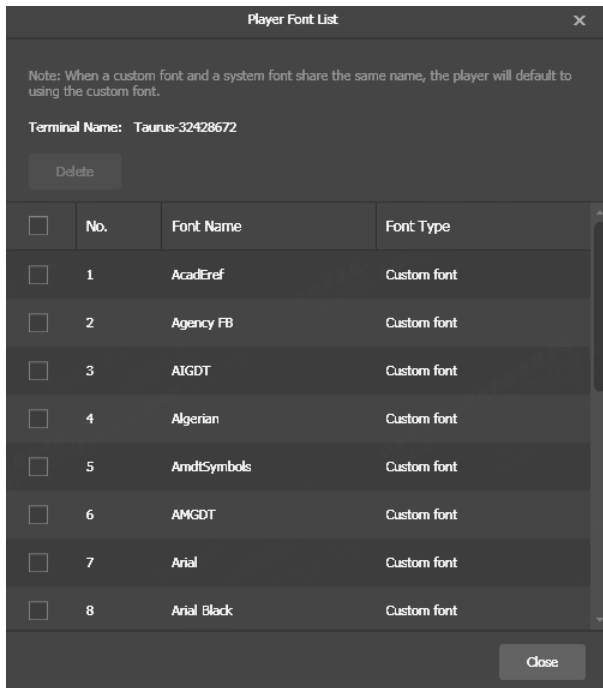 Player Font List
Note: When a custom font and a system font share the same name, the player will default to
using the custom font.
Terminal Name: Taurus-32428672
Delete
No. Font Name Font Type
1 AcadEref Custom font
2 Agency FB Custom font
3 AIGDT Custom font
4 Algerian Custom font
5 AmdtSymbols Custom font
6 AMGDT Custom font
7 Arial Custom font
8 Arial Black Custom font
Close